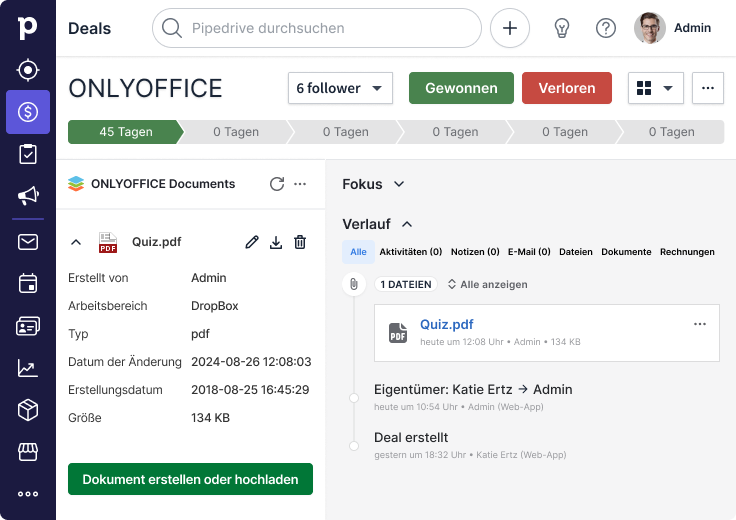 p
Deals
Pipedrive durchsuchen
Admin
ONLYOFFICE
6 follower
Gewonnen
Verloren
45 Tagen
0 Tagen
0 Tagen
0 Tagen
0 Tagen
0 Tagen
ONLYOFFICE Documents
PDF
Quiz.pdf
Erstellt von Admin
Arbeitsbereich DropBox
Typ pdf
Datum der Änderung 2024-08-26 12:08:03
Erstellungsdatum 2018-08-25 16:45:29
Größe 134 KB
Dokument erstellen oder hochladen
Fokus
Verlauf
Alle Aktivitäten (0) Notizen (0) E-Mail (0) Dateien Dokumente Rechnungen
1 DATEIEN Alle anzeigen
PDF
Quiz.pdf
heute um 12:08 Uhr • Admin • 134 KB
Eigentümer: Katie Ertz → Admin
heute um 10:54 Uhr • Admin (Web-App)
Deal erstellt
gestern um 18:32 Uhr • Katie Ertz (Web-App)